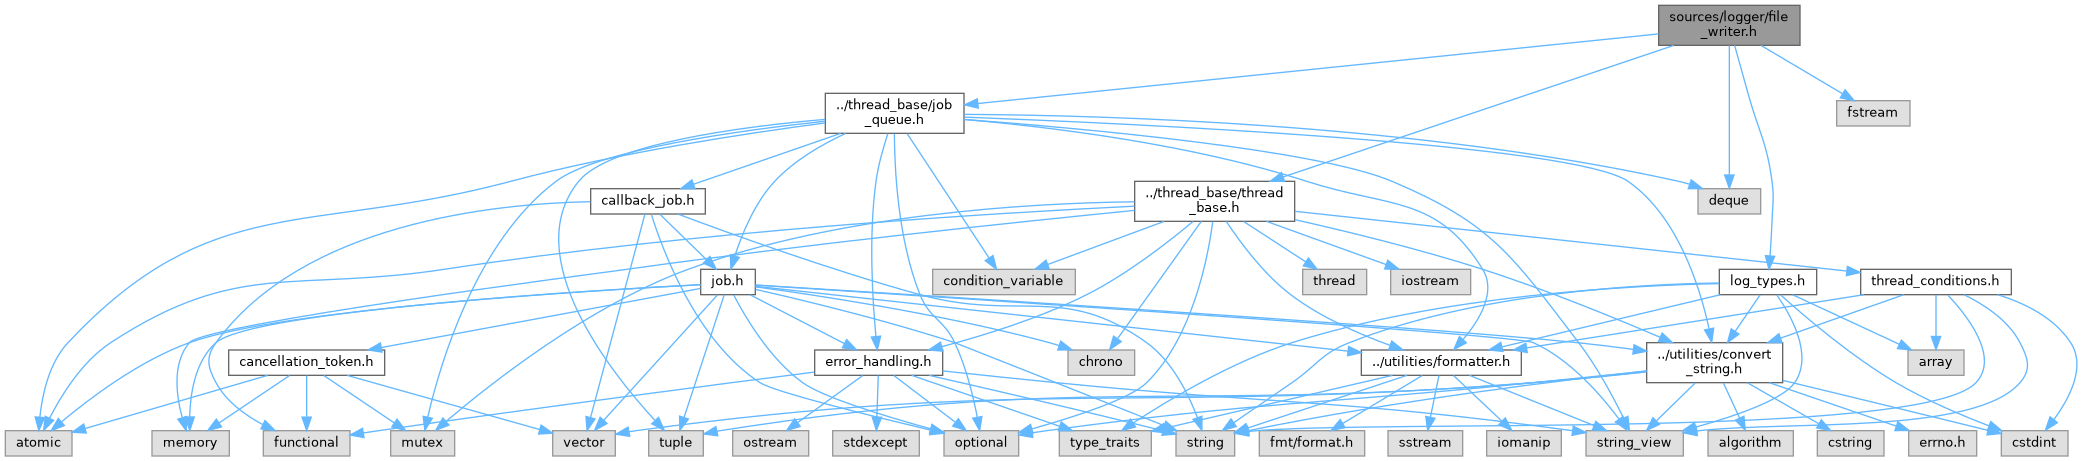 sources/logger/file
_writer.h
../thread_base/job
_queue.h
fstream
callback_job.h
../thread_base/thread
_base.h
deque
job.h
condition_variable
thread
iostream
log_types.h
thread_conditions.h
cancellation_token.h
error_handling.h
chrono
../utilities/formatter.h
../utilities/convert
_string.h
array
atomic
memory
functional
mutex
vector
tuple
ostream
stdexcept
optional
type_traits
string
fmt/format.h
sstream
iomanip
string_view
algorithm
cstring
errno.h
cstdint